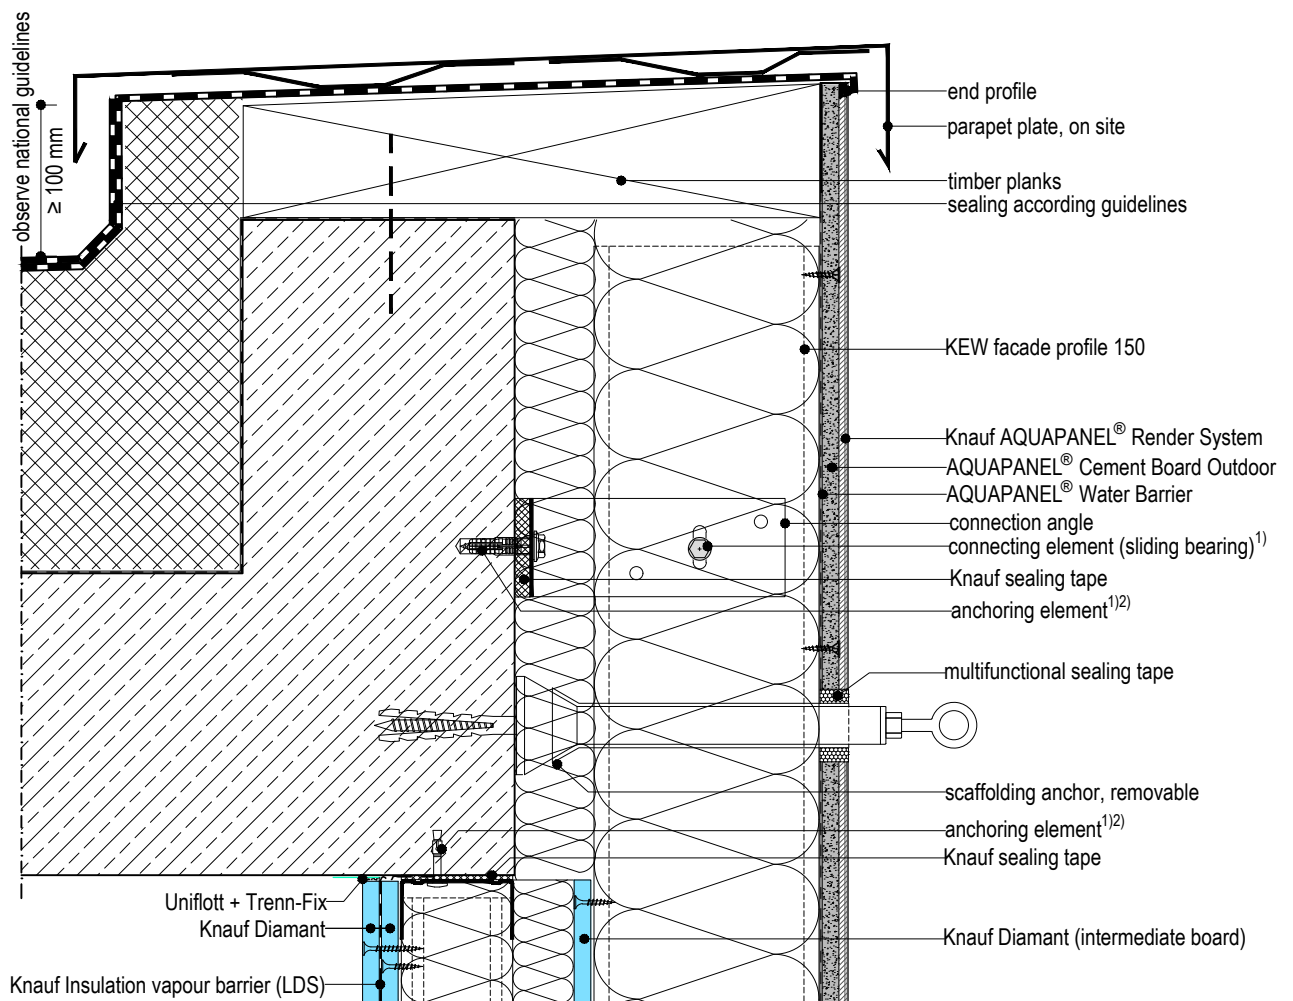 observe national guidelines
≥ 100 mm
end profile
parapet plate, on site
timber planks
sealing according guidelines
KEW facade profile 150
Knauf AQUAPANEL® Render System
AQUAPANEL® Cement Board Outdoor
AQUAPANEL® Water Barrier
connection angle
connecting element (sliding bearing)1)
Knauf sealing tape
anchoring element1)2)
multifunctional sealing tape
scaffolding anchor, removable
anchoring element1)2)
Knauf sealing tape
Uniflott + Trenn-Fix
Knauf Diamant
Knauf Diamant (intermediate board)
Knauf Insulation vapour barrier (LDS)